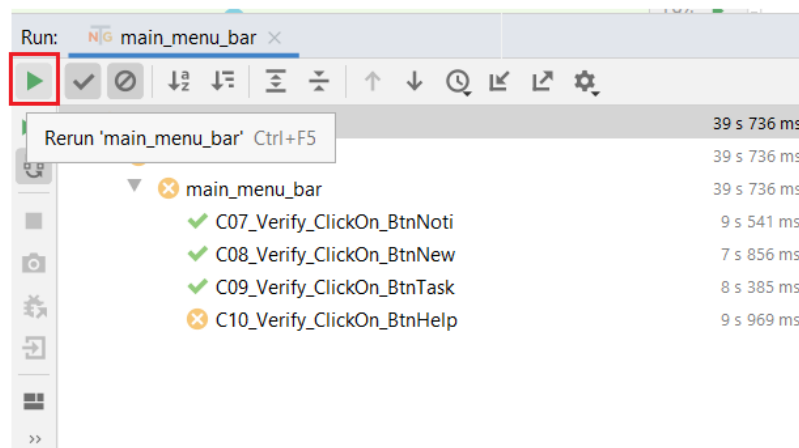 Run: NG main_menu_bar
Rerun 'main_menu_bar' Ctrl+F5
39 s 736 ms
39 s 736 ms
main_menu_bar 39 s 736 ms
C07_Verify_ClickOn_BtnNoti 9 s 541 ms
C08_Verify_ClickOn_BtnNew 7 s 856 ms
C09_Verify_ClickOn_BtnTask 8 s 385 ms
C10_Verify_ClickOn_BtnHelp 9 s 969 ms